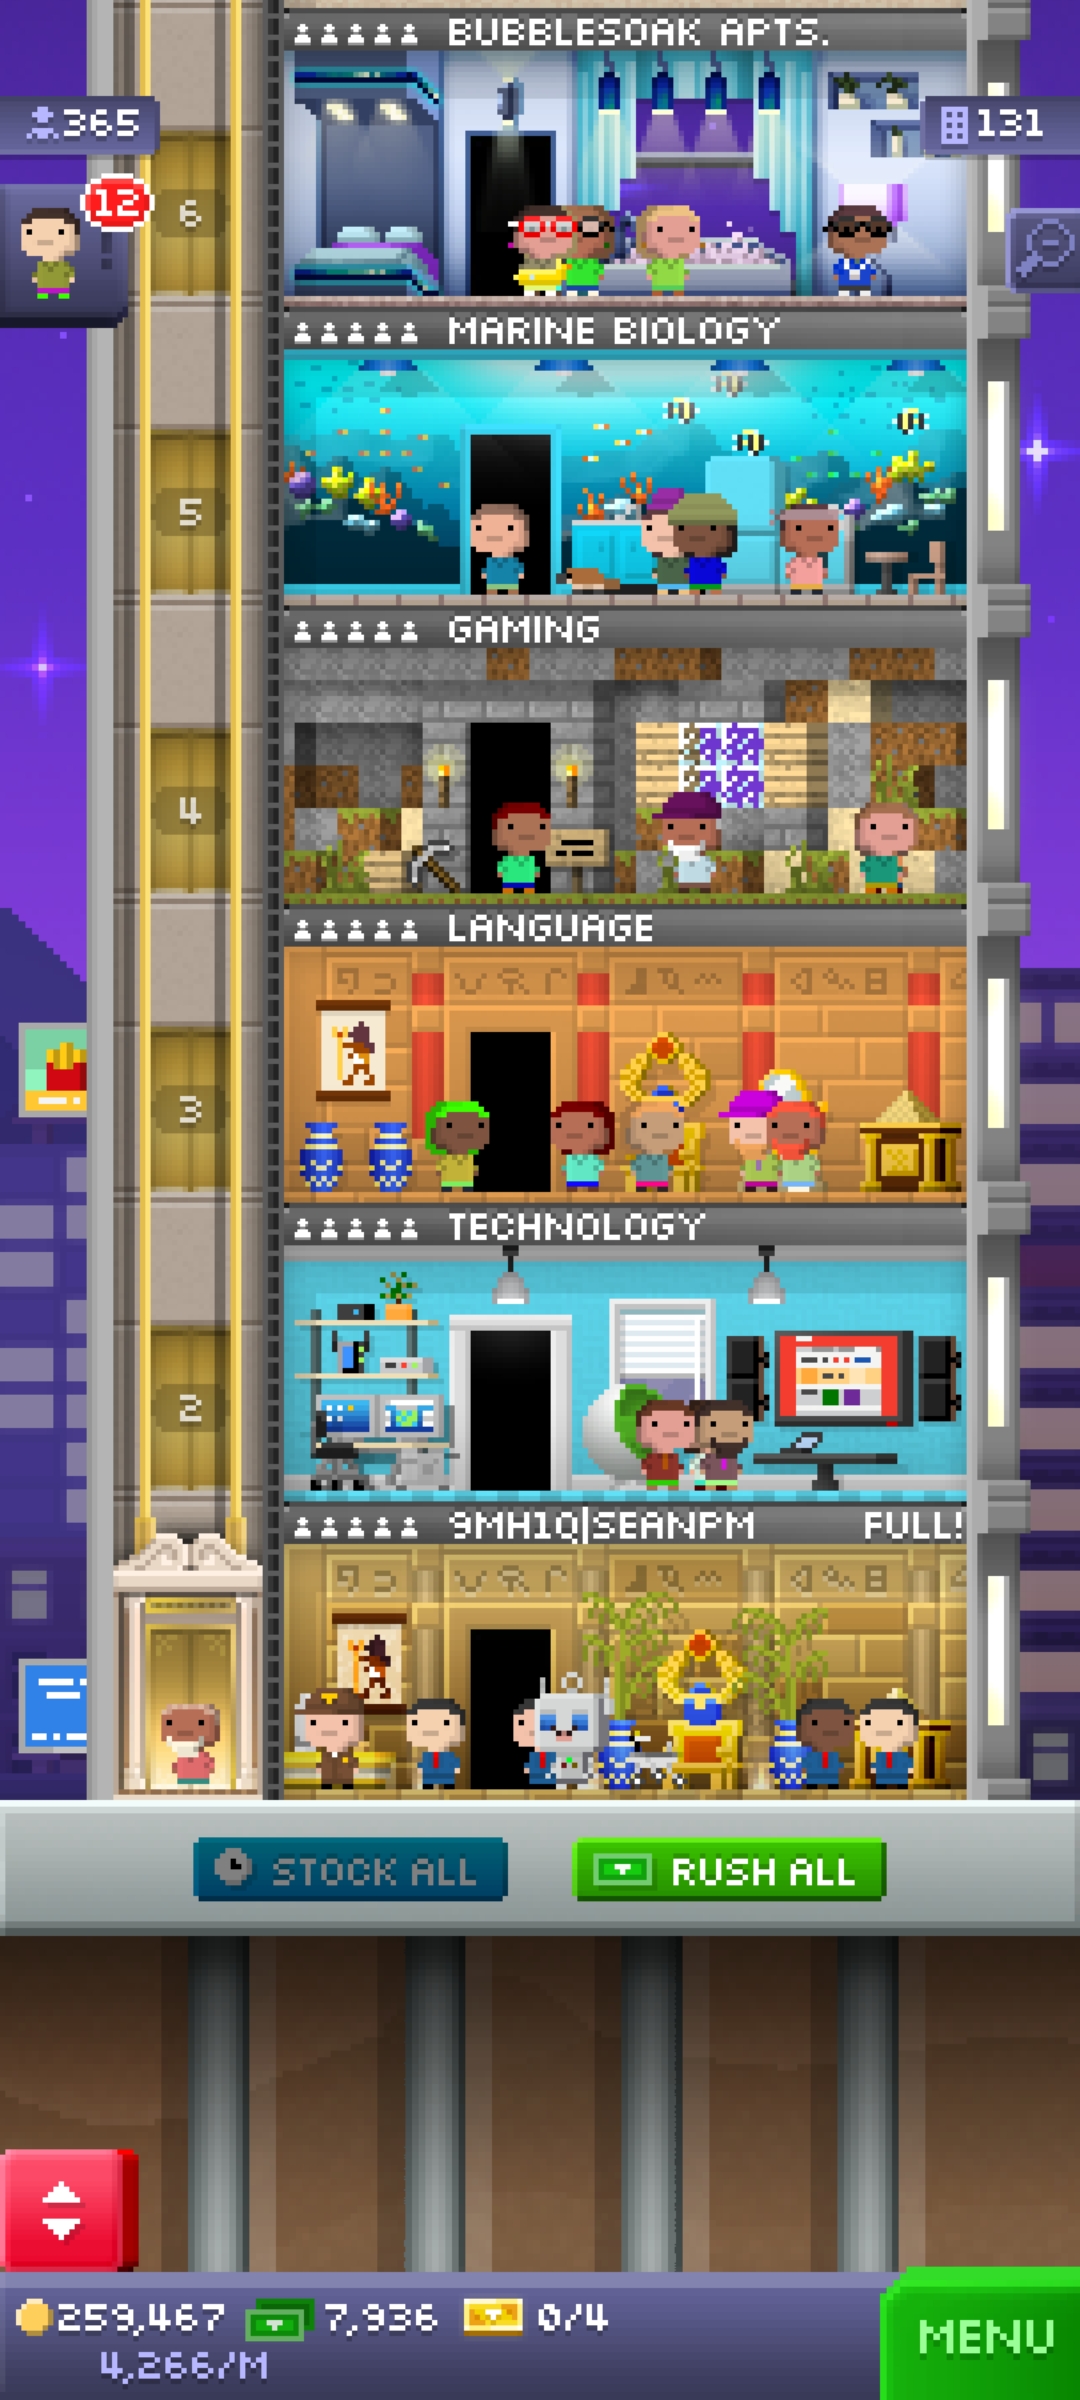 BUBBLESOAK APTS.
365
131
12
6
MARINE BIOLOGY
5
GAMING
4
LANGUAGE
3
TECHNOLOGY
2
9MH1Q|SEANPM FULL!
STOCK ALL
RUSH ALL
259,467 7,936 0/4
4,266/M
MENU